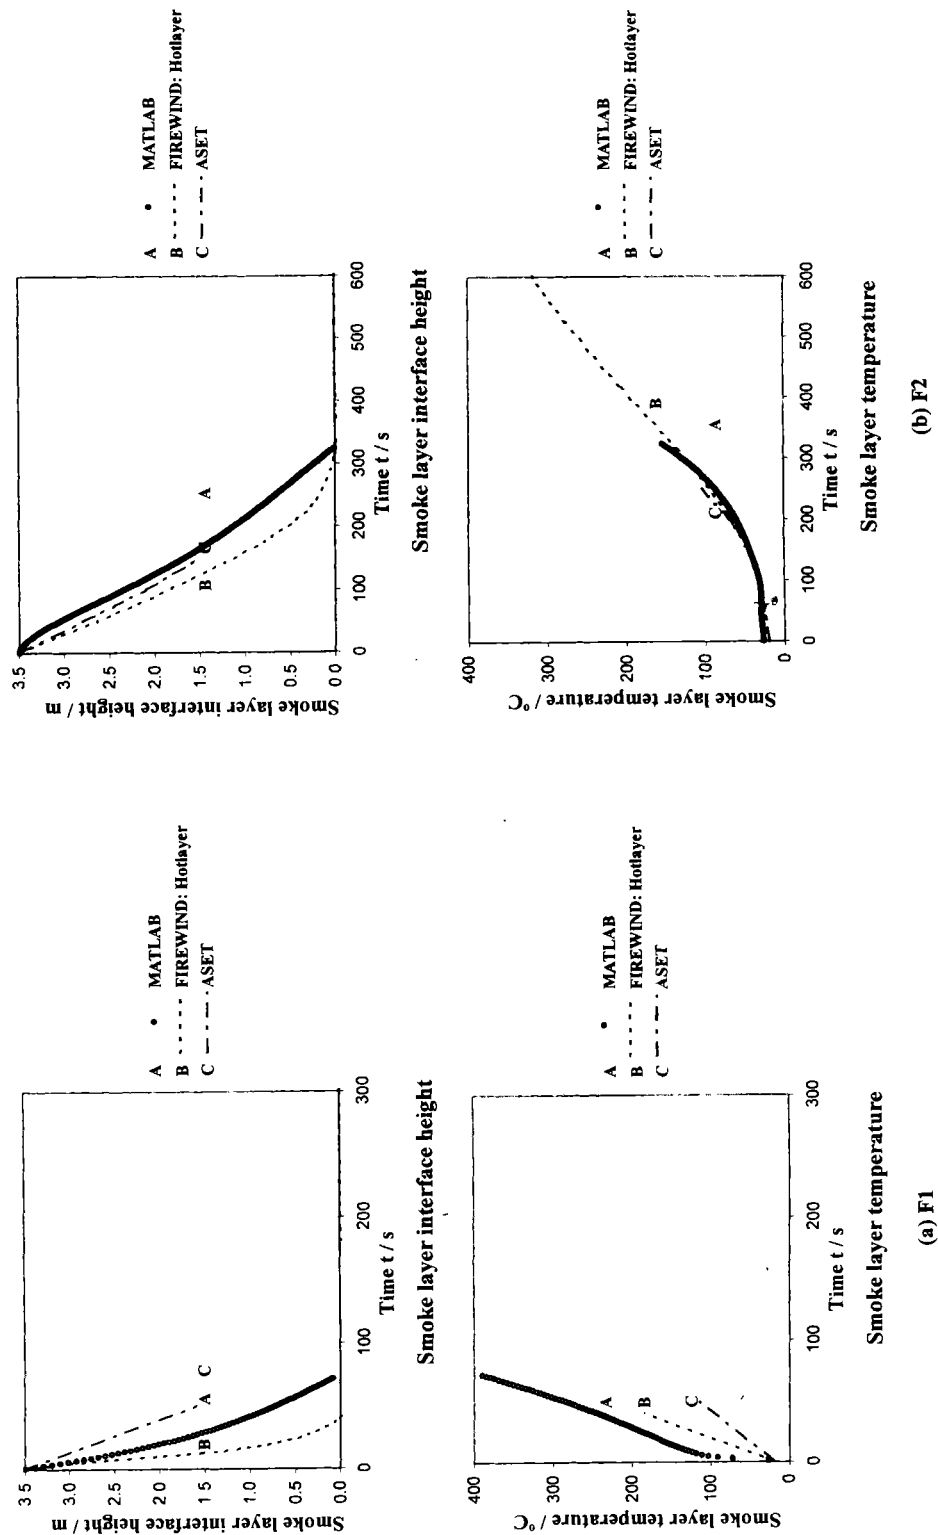 Smoke layer interface height / m
3.5
3.0
2.5
2.0
1.5
1.0
0.5
0.0
0
100
200
300
Time t / s
A
B
C
A MATLAB
B FIREWIND: Hotlayer
C ASET
Smoke layer interface height
Smoke layer temperature / °C
400
300
200
100
0
0
100
200
300
Time t / s
A
B
C
A MATLAB
B FIREWIND: Hotlayer
C ASET
Smoke layer temperature
(a) F1
Smoke layer interface height / m
3.5
3.0
2.5
2.0
1.5
1.0
0.5
0.0
0
100
200
300
400
500
600
Time t / s
A
B
C
A MATLAB
B FIREWIND: Hotlayer
C ASET
Smoke layer interface height
Smoke layer temperature / °C
400
300
200
100
0
0
100
200
300
400
500
600
Time t / s
A
B
C
A MATLAB
B FIREWIND: Hotlayer
C ASET
Smoke layer temperature
(b) F2